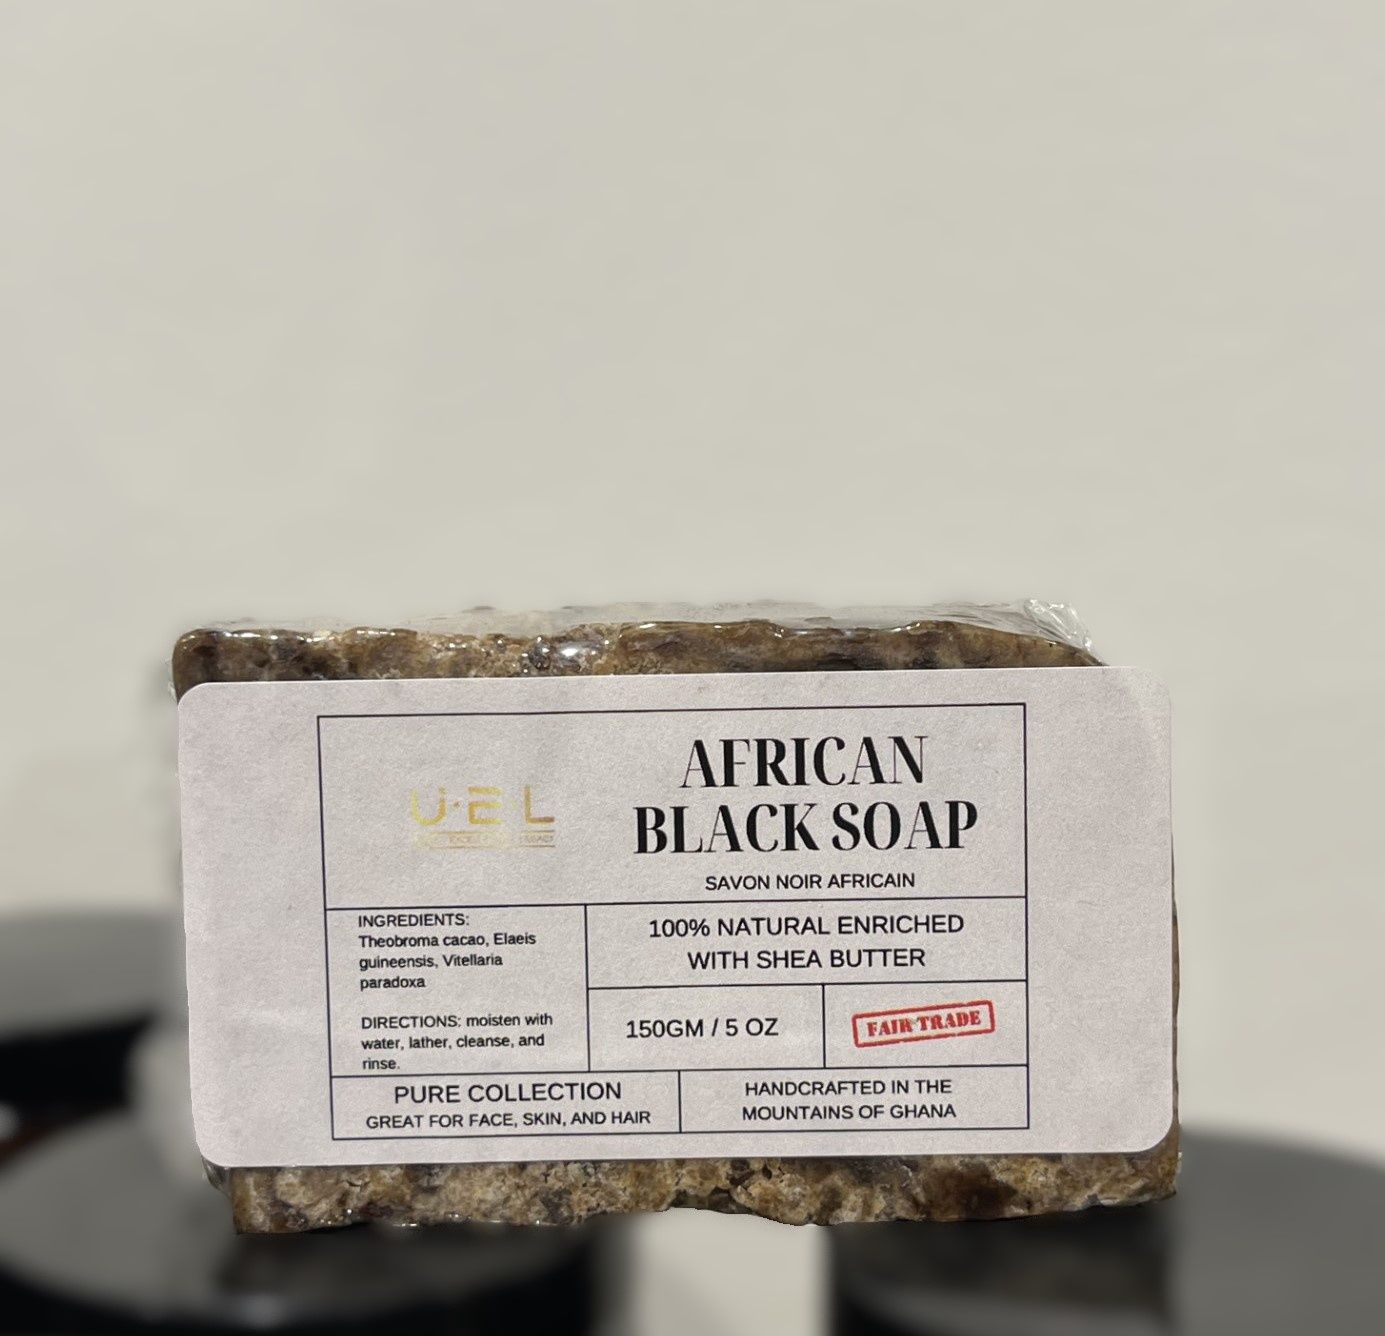 U·E·L
LEGACY
AFRICAN
BLACK SOAP
SAVON NOIR AFRICAIN
INGREDIENTS:
Theobroma cacao, Elaeis
guineensis, Vitellaria
paradoxa
DIRECTIONS: moisten with
water, lather, cleanse, and
rinse.
100% NATURAL ENRICHED
WITH SHEA BUTTER
150GM / 5 OZ
FAIR TRADE
PURE COLLECTION
GREAT FOR FACE, SKIN, AND HAIR
HANDCRAFTED IN THE
MOUNTAINS OF GHANA